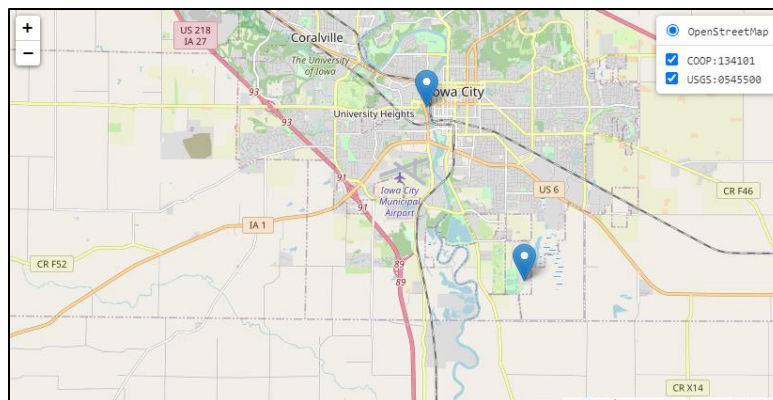 +
−
US 218
IA 27
Coralville
The University
of Iowa
OpenStreetMap
COOP:134101
USGS:0545500
93
Iowa City
University Heights
93
91
91
Iowa City
Municipal
Airport
US 6
CR F46
IA 1
CR F52
89
89
CR X14